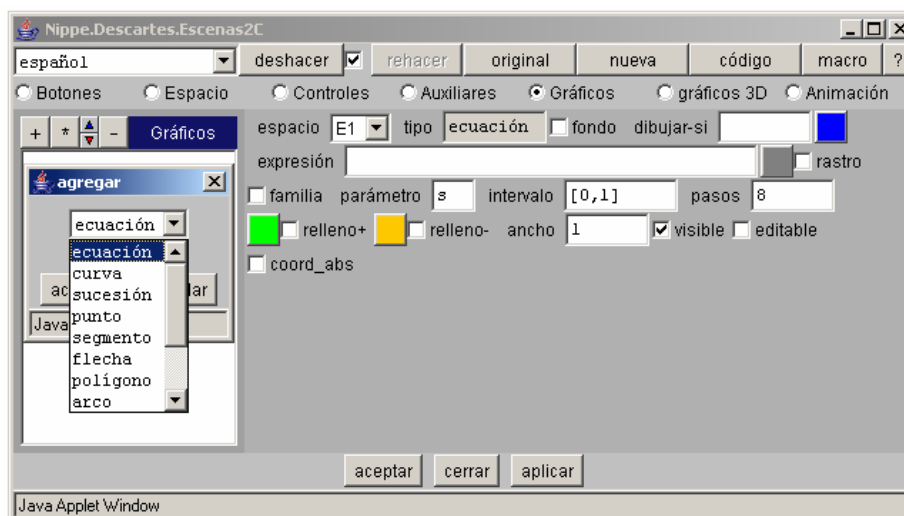 Nippe.Descartes.Escenas2C
español deshacer rehacer original nueva código macro ?
Botones Espacio Controles Auxiliares Gráficos gráficos 3D Animación
+ * - Gráficos
espacio E1 tipo ecuación fondo dibujar-si
expresión rastro
agregar
familia parámetro s intervalo [0,1] pasos 8
ecuación
relleno+ relleno- ancho 1 visible editable
coord_abs
ecuación
curva
sucesión
punto
segmento
flecha
polígono
arco
ac lar
Java
aceptar cerrar aplicar
Java Applet Window